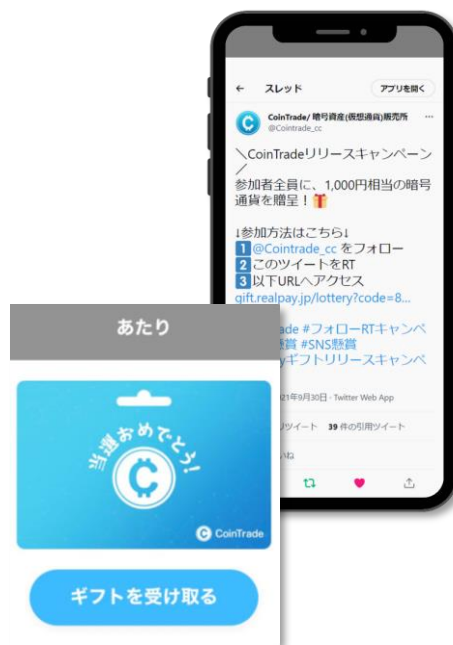 スレッド
アプリを開く
CoinTrade/ 暗号資産(仮想通貨)販売所
@Cointrade_cc
＼CoinTradeリリースキャンペーン
／
参加者全員に、1,000円相当の暗号
通貨を贈呈！
↓参加方法はこちら↓
1 @Cointrade_cc をフォロー
2 このツイートをRT
3 以下URLへアクセス
gift.realpay.jp/lottery?code=8...
ade #フォローRTキャンペ
懸賞 #SNS懸賞
yギフトリリースキャンペ
21年9月30日 · Twitter Web App
リツイート 39 件の引用ツイート
いね
あたり
当選おめでとう!
CoinTrade
ギフトを受け取る